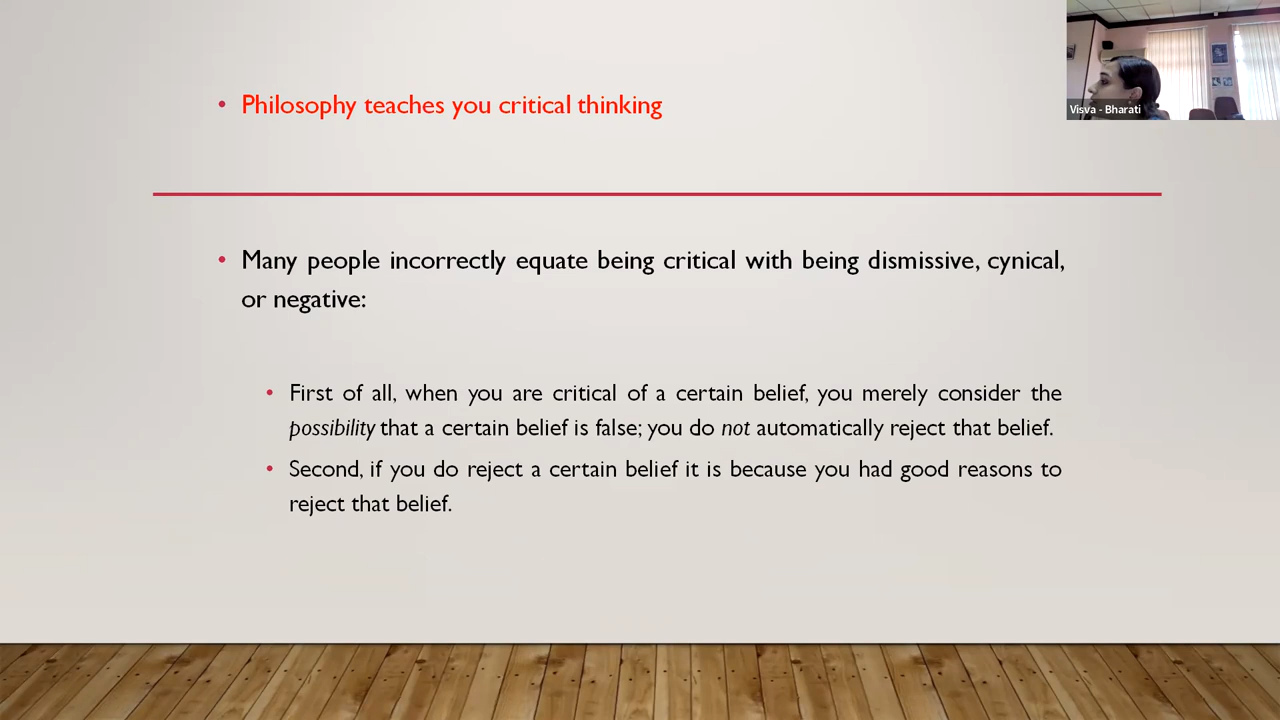 • Philosophy teaches you critical thinking
Visva - Bharati
• Many people incorrectly equate being critical with being dismissive, cynical,
or negative:
• First of all, when you are critical of a certain belief, you merely consider the
possibility that a certain belief is false; you do not automatically reject that belief.
• Second, if you do reject a certain belief it is because you had good reasons to
reject that belief.